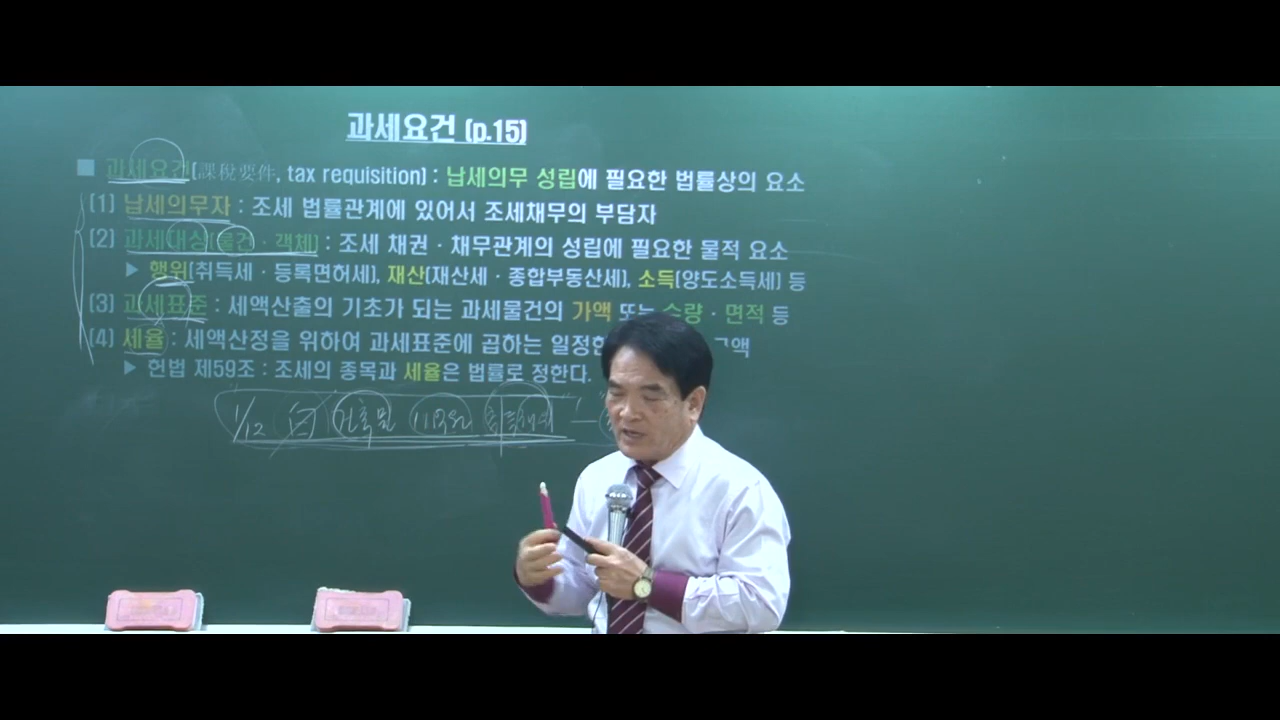 과세요건 (p.15)
■ 과세요건(課稅要件, tax requisition) : 납세의무 성립에 필요한 법률상의 요소
(1) 납세의무자 : 조세 법률관계에 있어서 조세채무의 부담자
(2) 과세대상(물건 · 객체) : 조세 채권 · 채무관계의 성립에 필요한 물적 요소
▶ 행위(취득세 · 등록면허세), 재산(재산세 · 종합부동산세), 소득(양도소득세) 등
(3) 과세표준 : 세액산출의 기초가 되는 과세물건의 가액 또는 수량 · 면적 등
(4) 세율 : 세액산정을 위하여 과세표준에 곱하는 일정한 금액
▶ 헌법 제59조 : 조세의 종목과 세율은 법률로 정한다.
1/12 건축물